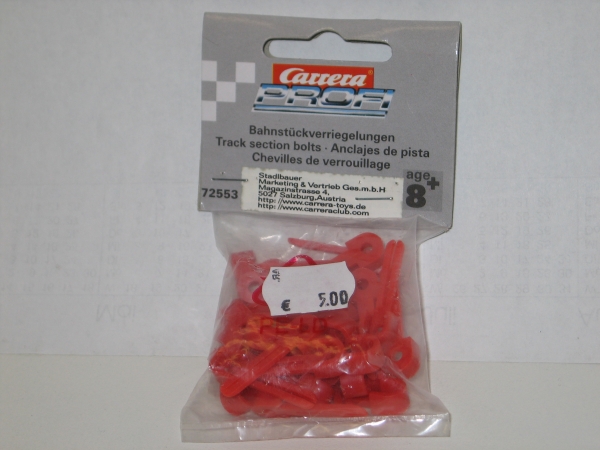 Carrera
PROFI
Bahnstückverriegelungen
Track section bolts · Anclajes de pista
Chevilles de verrouillage
72553
Stadlbauer
Marketing & Vertrieb Ges.m.b.H
Magazinstrasse 4,
5027 Salzburg,Austria
http://www.carrera-toys.de
http://www.carreraclub.com
age
8+
€ 5.00